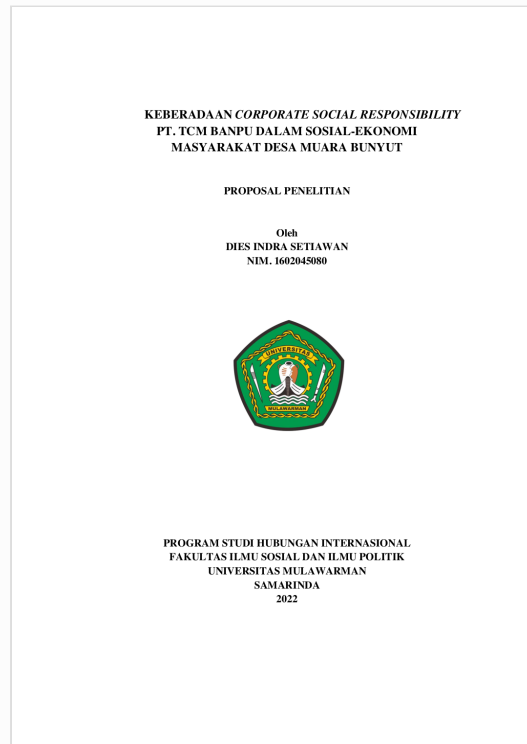 KEBERADAAN CORPORATE SOCIAL RESPONSIBILITY
PT. TCM BANPU DALAM SOSIAL-EKONOMI
MASYARAKAT DESA MUARA BUNYUT
PROPOSAL PENELITIAN
Oleh
DIES INDRA SETIAWAN
NIM. 1602045080
UNIVERSITAS
MULAWARMAN
PROGRAM STUDI HUBUNGAN INTERNASIONAL
FAKULTAS ILMU SOSIAL DAN ILMU POLITIK
UNIVERSITAS MULAWARMAN
SAMARINDA
2022